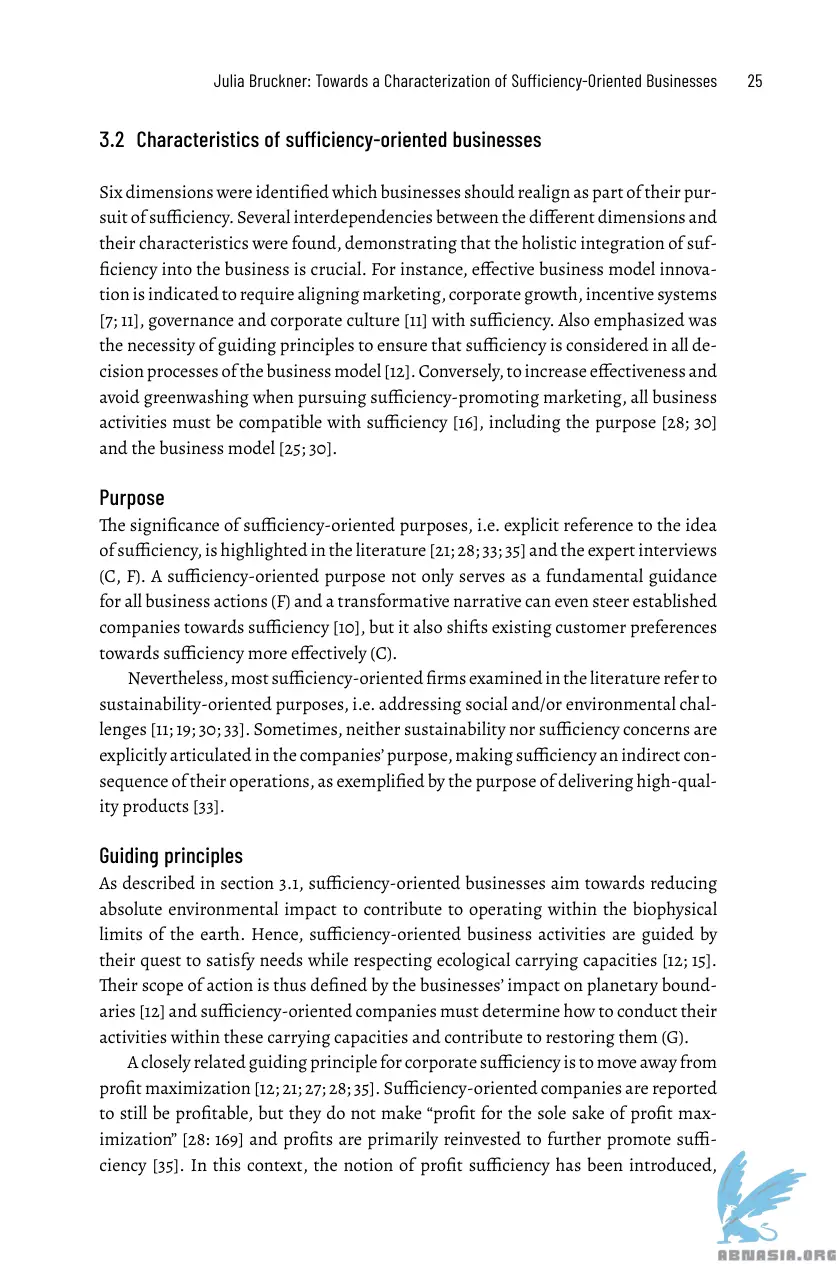 Julia Bruckner: Towards a Characterization of Sufficiency-Oriented Businesses 25
3.2 Characteristics of sufficiency-oriented businesses
Six dimensions were identified which businesses should realign as part of their pur-
suit of sufficiency. Several interdependencies between the different dimensions and
their characteristics were found, demonstrating that the holistic integration of suf-
ficiency into the business is crucial. For instance, effective business model innova-
tion is indicated to require aligning marketing, corporate growth, incentive systems
[7; 11], governance and corporate culture [11] with sufficiency. Also emphasized was
the necessity of guiding principles to ensure that sufficiency is considered in all de-
cision processes of the business model [12]. Conversely, to increase effectiveness and
avoid greenwashing when pursuing sufficiency-promoting marketing, all business
activities must be compatible with sufficiency [16], including the purpose [28; 30]
and the business model [25; 30].
Purpose
The significance of sufficiency-oriented purposes, i.e. explicit reference to the idea
of sufficiency, is highlighted in the literature [21; 28; 33; 35] and the expert interviews
(C, F). A sufficiency-oriented purpose not only serves as a fundamental guidance
for all business actions (F) and a transformative narrative can even steer established
companies towards sufficiency [10], but it also shifts existing customer preferences
towards sufficiency more effectively (C).
Nevertheless, most sufficiency-oriented firms examined in the literature refer to
sustainability-oriented purposes, i.e. addressing social and/or environmental chal-
lenges [11; 19; 30; 33]. Sometimes, neither sustainability nor sufficiency concerns are
explicitly articulated in the companies' purpose, making sufficiency an indirect con-
sequence of their operations, as exemplified by the purpose of delivering high-qual-
ity products [33].
Guiding principles
As described in section 3.1, sufficiency-oriented businesses aim towards reducing
absolute environmental impact to contribute to operating within the biophysical
limits of the earth. Hence, sufficiency-oriented business activities are guided by
their quest to satisfy needs while respecting ecological carrying capacities [12; 15].
Their scope of action is thus defined by the businesses' impact on planetary bound-
aries [12] and sufficiency-oriented companies must determine how to conduct their
activities within these carrying capacities and contribute to restoring them (G).
A closely related guiding principle for corporate sufficiency is to move away from
profit maximization [12; 21; 27; 28; 35]. Sufficiency-oriented companies are reported
to still be profitable, but they do not make “profit for the sole sake of profit max-
imization” [28: 169] and profits are primarily reinvested to further promote suffi-
ciency [35]. In this context, the notion of profit sufficiency has been introduced,
ABNASIA.ORG